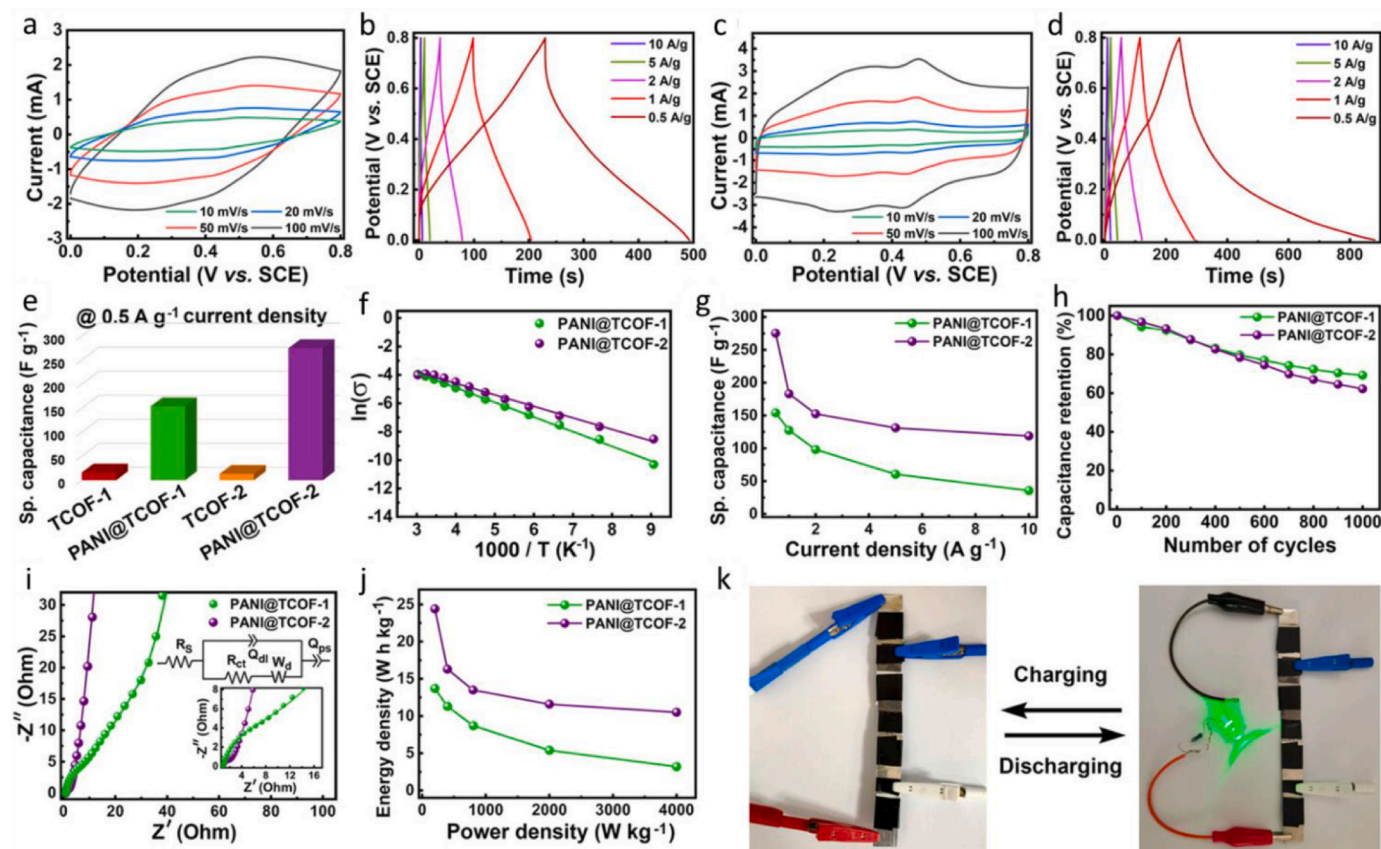 a
Current (mA)
3
2
1
0
-1
-2
-3
10 mV/s 20 mV/s
50 mV/s 100 mV/s
0.0 0.2 0.4 0.6 0.8
Potential (V vs. SCE)
b
Potential (V vs. SCE)
0.8
0.6
0.4
0.2
0.0
10 A/g
5 A/g
2 A/g
1 A/g
0.5 A/g
0 100 200 300 400 500
Time (s)
c
Current (mA)
4
3
2
1
0
-1
-2
-3
-4
10 mV/s 20 mV/s
50 mV/s 100 mV/s
0.0 0.2 0.4 0.6 0.8
Potential (V vs. SCE)
d
Potential (V vs. SCE)
0.8
0.6
0.4
0.2
0.0
10 A/g
5 A/g
2 A/g
1 A/g
0.5 A/g
0 200 400 600 800
Time (s)
e
@ 0.5 A g⁻¹ current density
Sp. capacitance (F g⁻¹)
300
250
200
150
100
50
0
TCOF-1
PANI@TCOF-1
TCOF-2
PANI@TCOF-2
f
ln(σ)
0
-2
-4
-6
-8
-10
-12
-14
PANI@TCOF-1
PANI@TCOF-2
3 4 5 6 7 8 9
1000 / T (K⁻¹)
g
Sp. capacitance (F g⁻¹)
300
250
200
150
100
50
0
PANI@TCOF-1
PANI@TCOF-2
0 2 4 6 8 10
Current density (A g⁻¹)
h
Capacitance retention (%)
100
80
60
40
20
0
PANI@TCOF-1
PANI@TCOF-2
0 200 400 600 800 1000
Number of cycles
i
-Z″ (Ohm)
30
25
20
15
10
5
0
PANI@TCOF-1
PANI@TCOF-2
Rs
Qdl
Rct
Wd
Qps
-Z″ (Ohm)
8
6
4
2
0
4 8 12 16
Z′ (Ohm)
0 20 40 60 80 100
Z′ (Ohm)
j
Energy density (W h kg⁻¹)
25
20
15
10
5
0
PANI@TCOF-1
PANI@TCOF-2
0 1000 2000 3000 4000
Power density (W kg⁻¹)
k
Charging
Discharging